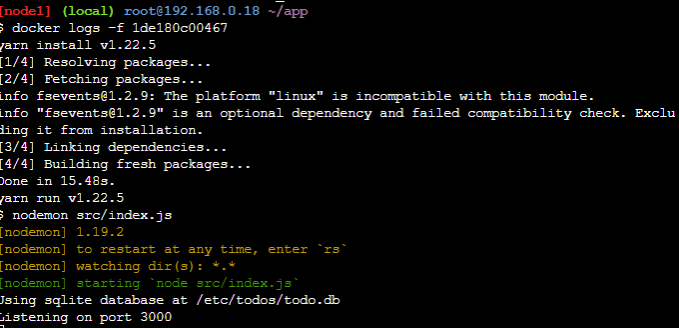 [node1] (local) root@192.168.0.18 ~/app
$ docker logs -f 1de180c00467
yarn install v1.22.5
[1/4] Resolving packages...
[2/4] Fetching packages...
info fsevents@1.2.9: The platform "linux" is incompatible with this module.
info "fsevents@1.2.9" is an optional dependency and failed compatibility check. Exclu
ding it from installation.
[3/4] Linking dependencies...
[4/4] Building fresh packages...
Done in 15.48s.
yarn run v1.22.5
$ nodemon src/index.js
[nodemon] 1.19.2
[nodemon] to restart at any time, enter `rs`
[nodemon] watching dir(s): *.*
[nodemon] starting `node src/index.js`
Using sqlite database at /etc/todos/todo.db
Listening on port 3000